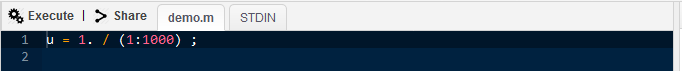 Execute | > Share demo.m STDIN
1 u = 1. / (1:1000) ;
2